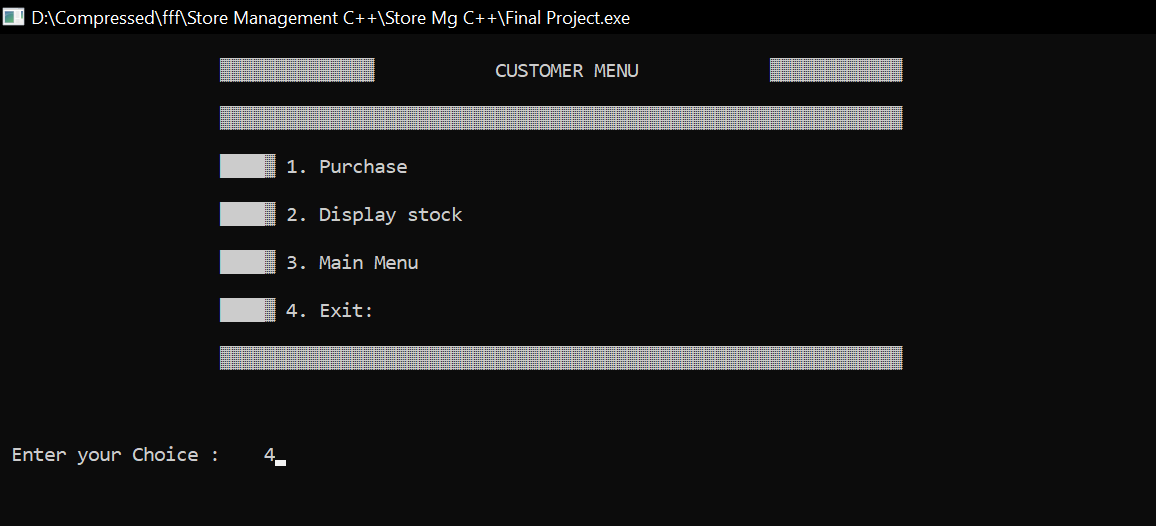 D:\Compressed\fff\Store Management C++\Store Mg C++\Final Project.exe
CUSTOMER MENU
1. Purchase
2. Display stock
3. Main Menu
4. Exit:
Enter your Choice : 4